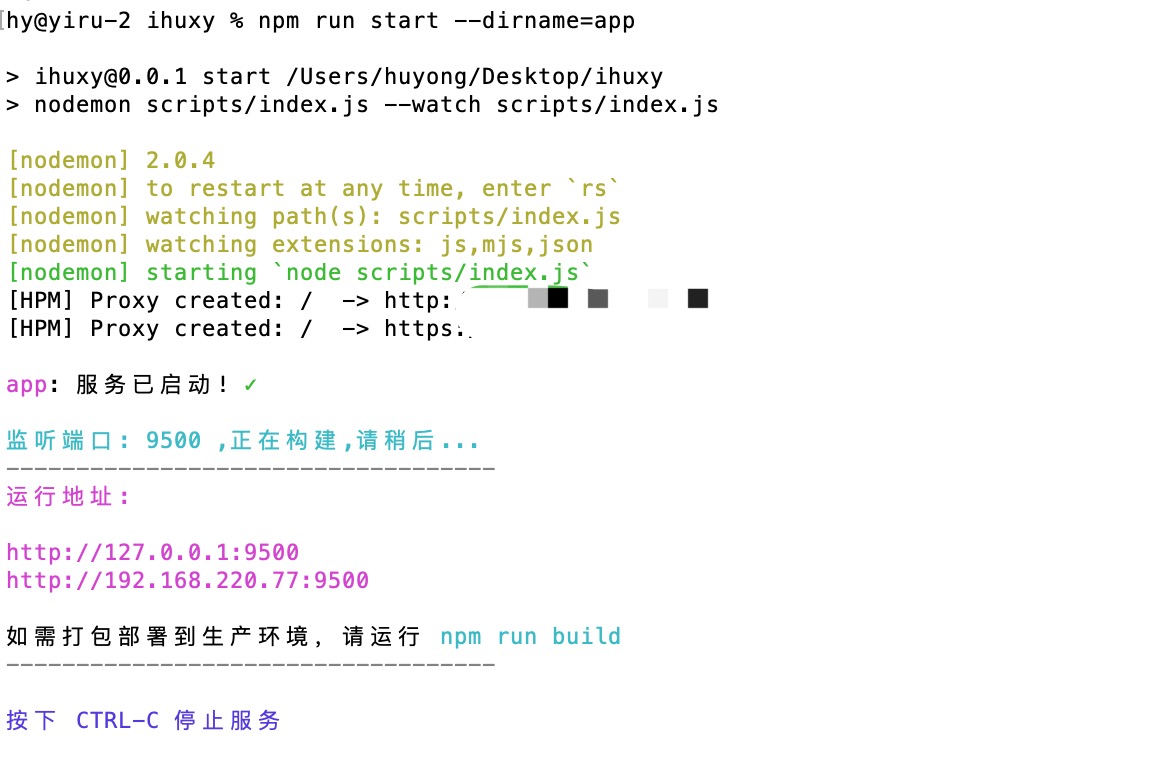 hy@yiru-2 ihuxy % npm run start --dirname=app
> ihuxy@0.0.1 start /Users/huyong/Desktop/ihuxy
> nodemon scripts/index.js --watch scripts/index.js
[nodemon] 2.0.4
[nodemon] to restart at any time, enter `rs`
[nodemon] watching path(s): scripts/index.js
[nodemon] watching extensions: js,mjs,json
[nodemon] starting `node scripts/index.js`
[HPM] Proxy created: /  -> http:
[HPM] Proxy created: /  -> https
app: 服务已启动! ✓
监听端口: 9500 ,正在构建,请稍后...
-----------------------------------
运行地址:
http://127.0.0.1:9500
http://192.168.220.77:9500
如需打包部署到生产环境, 请运行 npm run build
-----------------------------------
按下 CTRL-C 停止服务